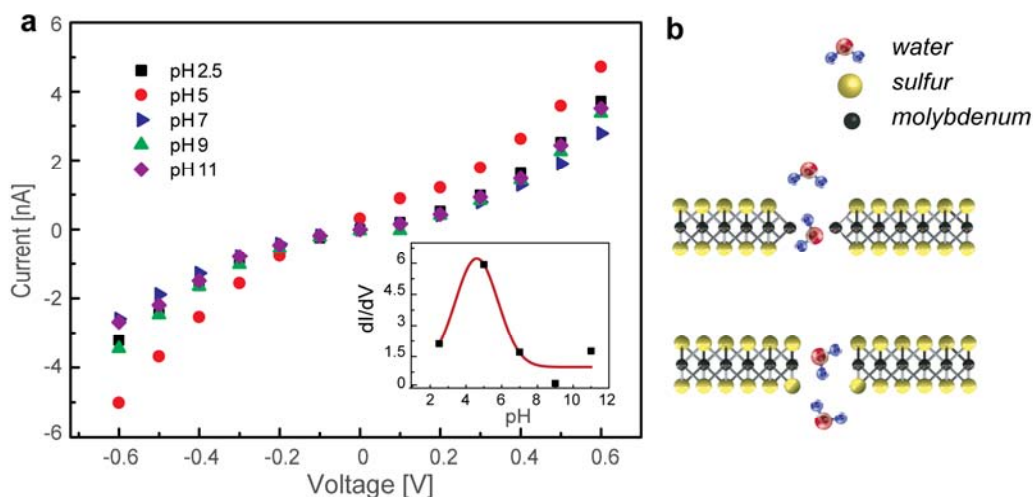 a
6
4
2
0
-2
-4
-6
Current [nA]
pH 2.5
pH 5
pH 7
pH 9
pH 11
-0.6
-0.4
-0.2
0
0.2
0.4
0.6
Voltage [V]
6
4.5
3
1.5
0
dI/dV
2
4
6
8
10
12
pH
b
water
sulfur
molybdenum